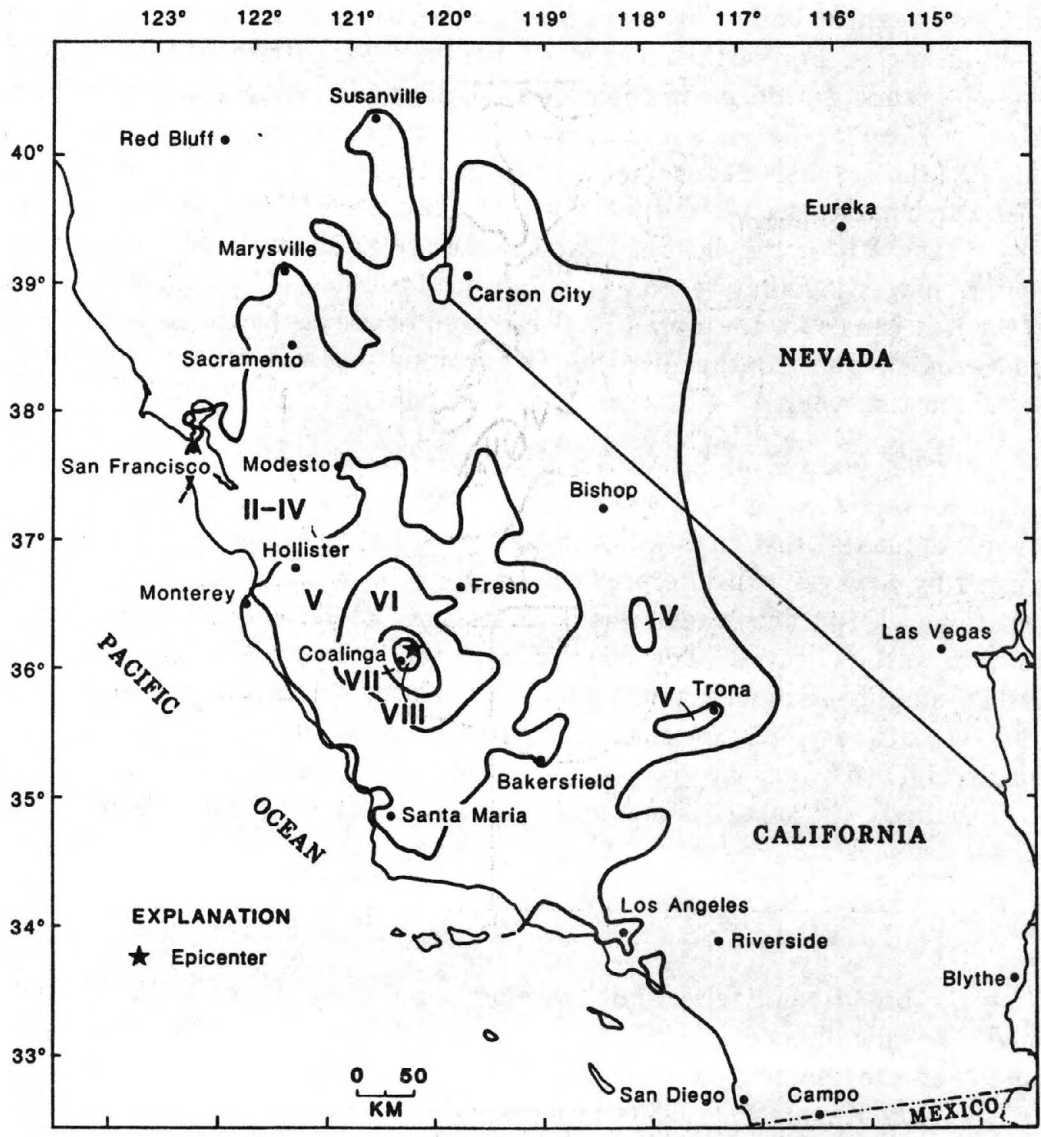 123° 122° 121° 120° 119° 118° 117° 116° 115°
Susanville
Red Bluff
40°
Eureka
Marysville
39°
Carson City
Sacramento
NEVADA
38°
San Francisco
Modesto
Bishop
II-IV
37°
Hollister
Monterey
V
VI
Fresno
V
Las Vegas
PACIFIC
OCEAN
36°
Coalinga
VII
VIII
V
Trona
Bakersfield
35°
Santa Maria
CALIFORNIA
34°
Los Angeles
EXPLANATION
Epicenter
Riverside
Blythe
33°
0 50
KM
San Diego
Campo
MEXICO